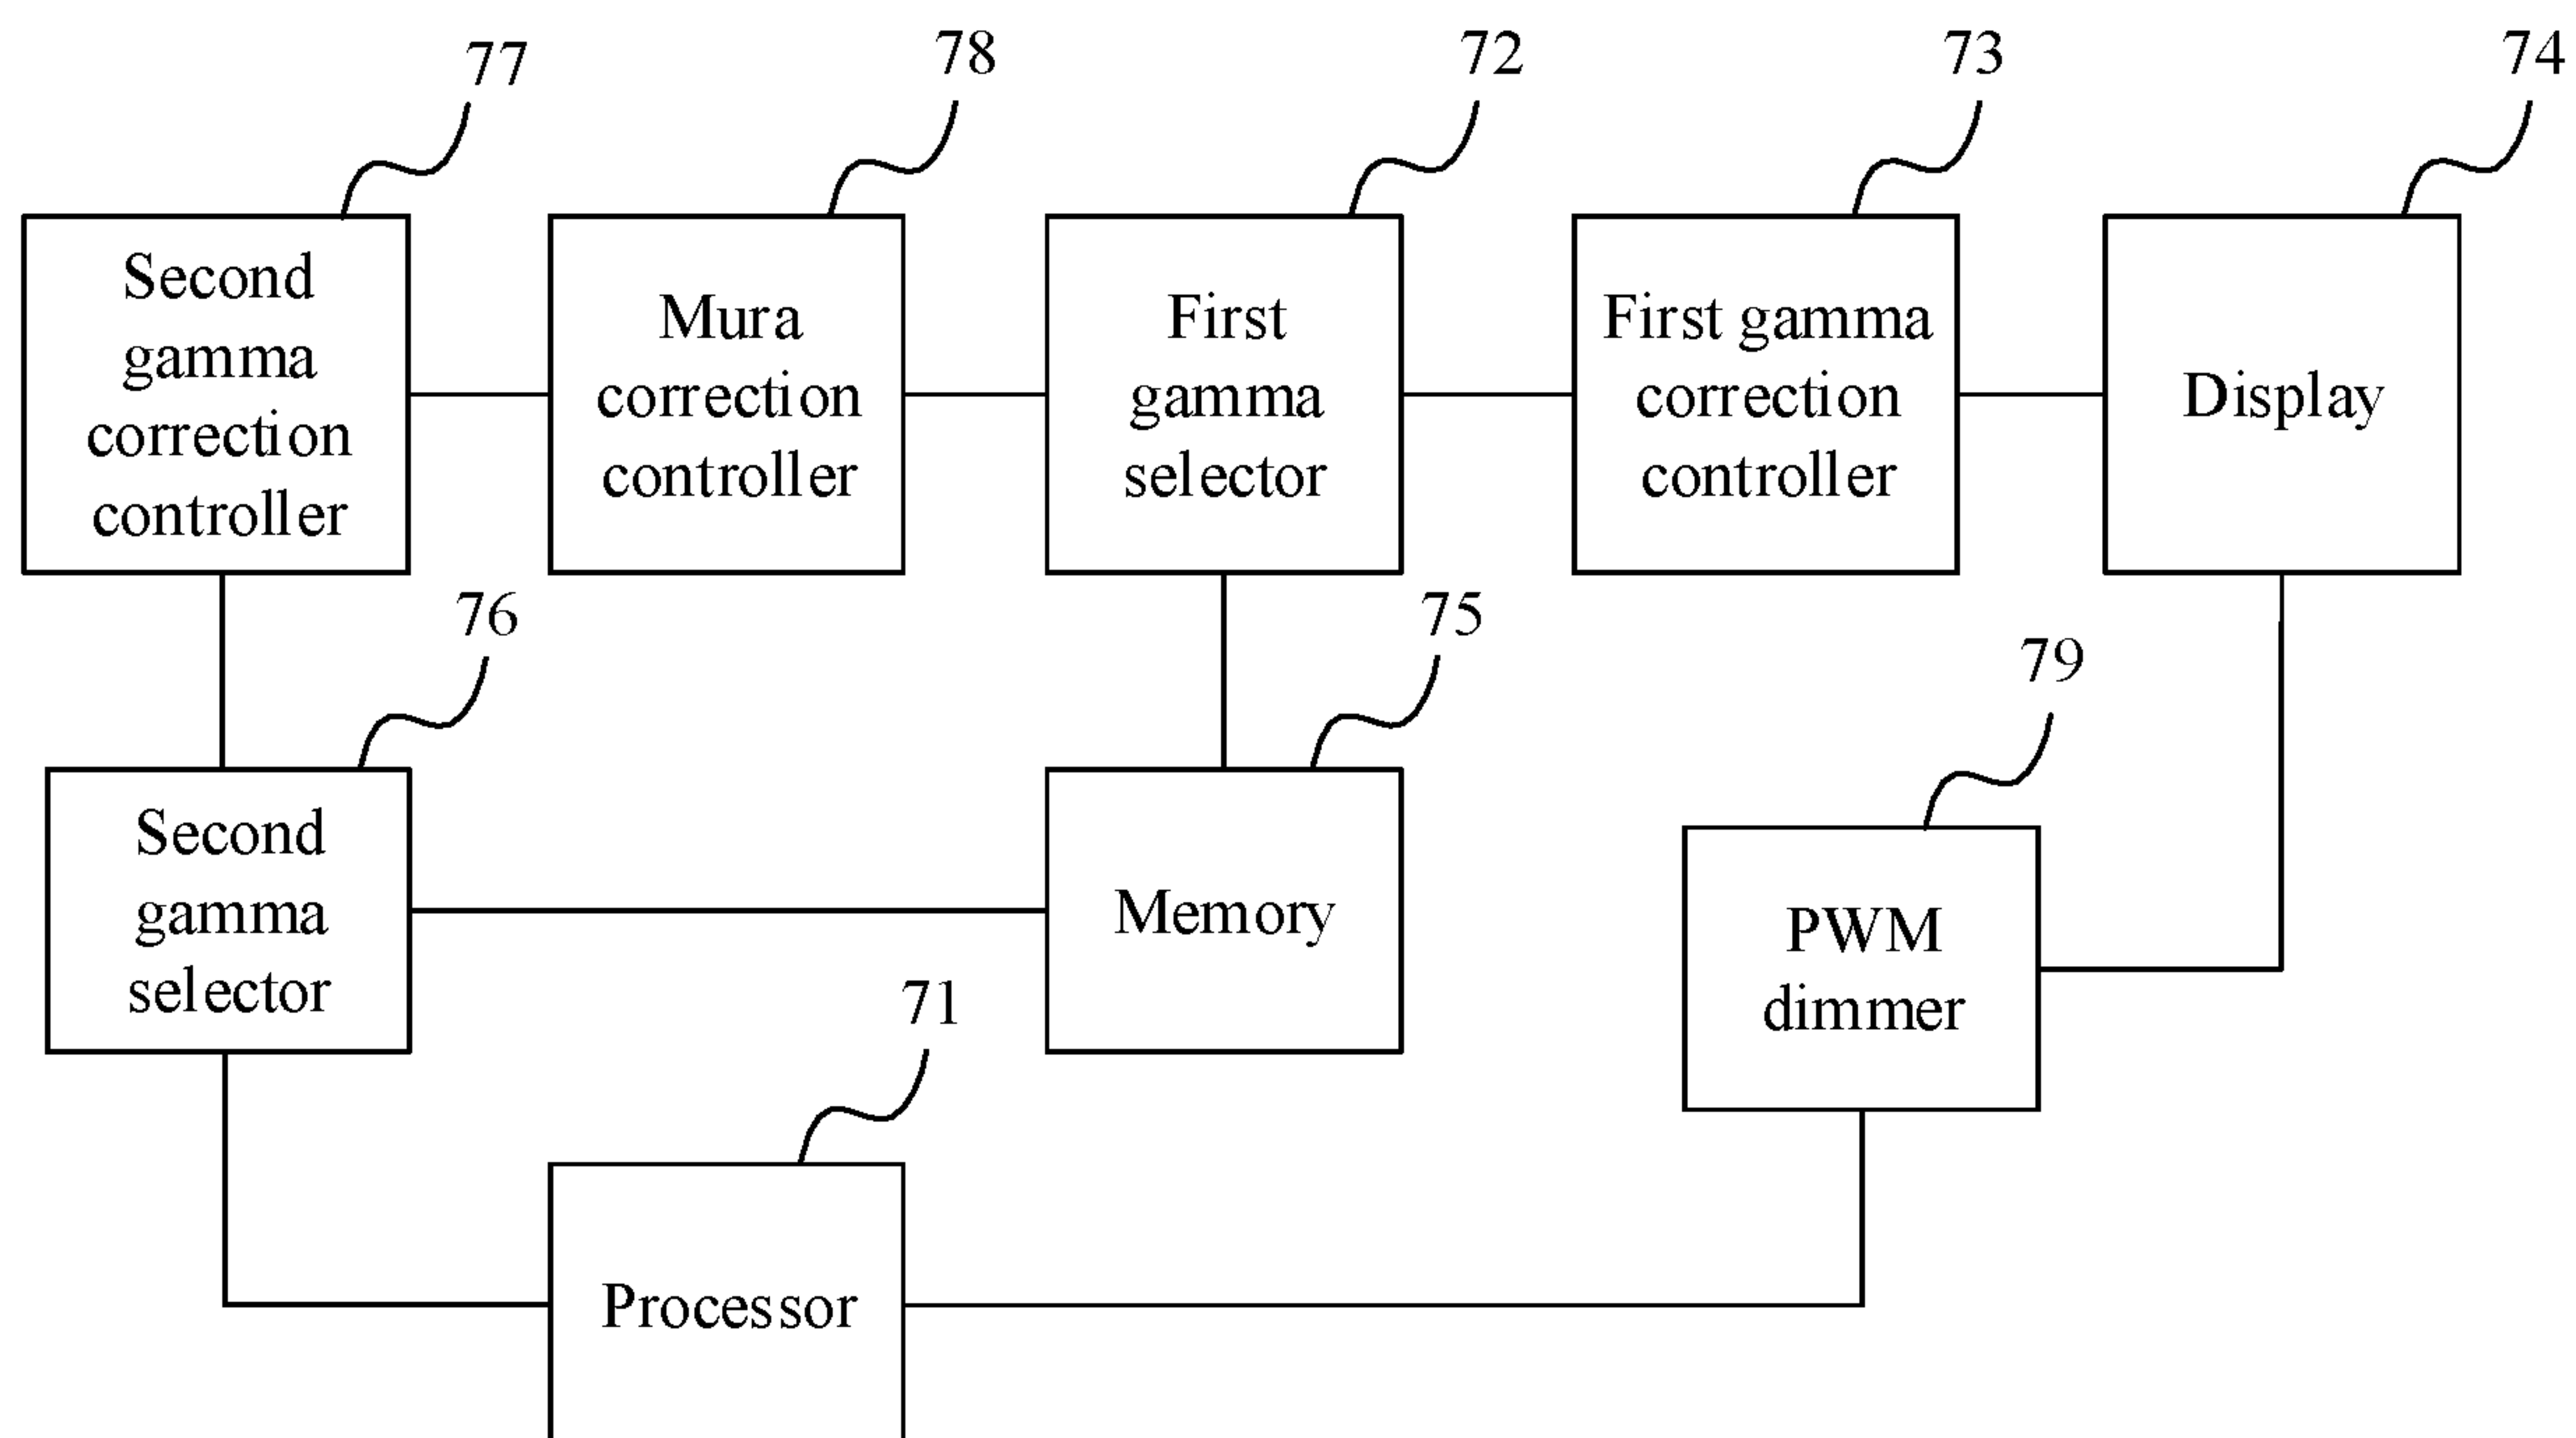 77
78
72
73
74
Second
gamma
correction
controller
Mura
correction
controller
First
gamma
selector
First gamma
correction
controller
Display
76
75
79
Second
gamma
selector
Memory
PWM
dimmer
71
Processor